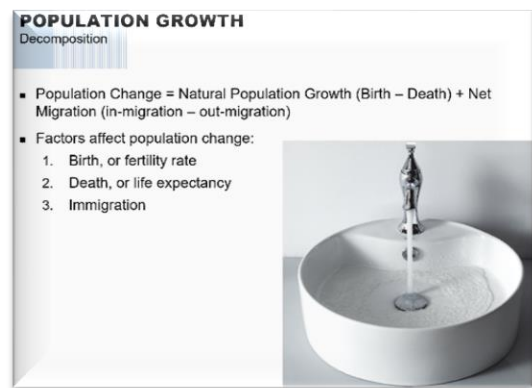 POPULATION GROWTH
Decomposition
▪ Population Change = Natural Population Growth (Birth – Death) + Net
Migration (in-migration – out-migration)
▪ Factors affect population change:
1. Birth, or fertility rate
2. Death, or life expectancy
3. Immigration